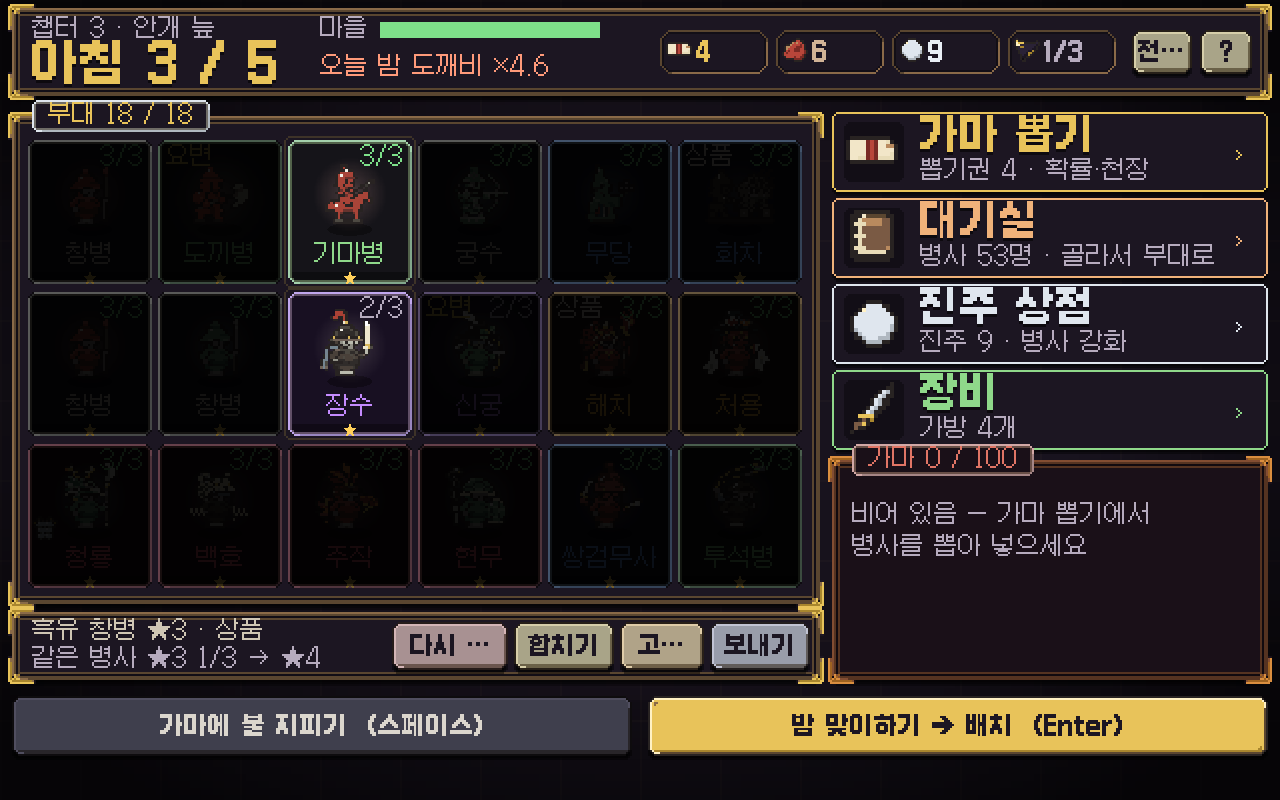 챕터 3 · 안개 늪
아침 3 / 5
마을
오늘 밤 도깨비 ×4.6
4
6
9
1/3
전…
?
부대 18 / 18
3/3
요변
3/3
3/3
3/3
3/3
상품 3/3
창병
도끼병
기마병
궁수
무당
화차
3/3
3/3
2/3
요변 2/3
상품 3/3
3/3
창병
창병
장수
신궁
해치
처용
3/3
3/3
3/3
3/3
3/3
3/3
청룡
백호
주작
현무
쌍검무사
투석병
흑유 창병 ★3 · 상품
같은 병사 ★3 1/3 → ★4
다시 …
합치기
고…
보내기
가마 뽑기
뽑기권 4 · 확률·천장
대기실
병사 53명 · 골라서 부대로
진주 상점
진주 9 · 병사 강화
장비
가방 4개
가마 0 / 100
비어 있음 – 가마 뽑기에서
병사를 뽑아 넣으세요
가마에 불 지피기 (스페이스)
밤 맞이하기 → 배치 (Enter)